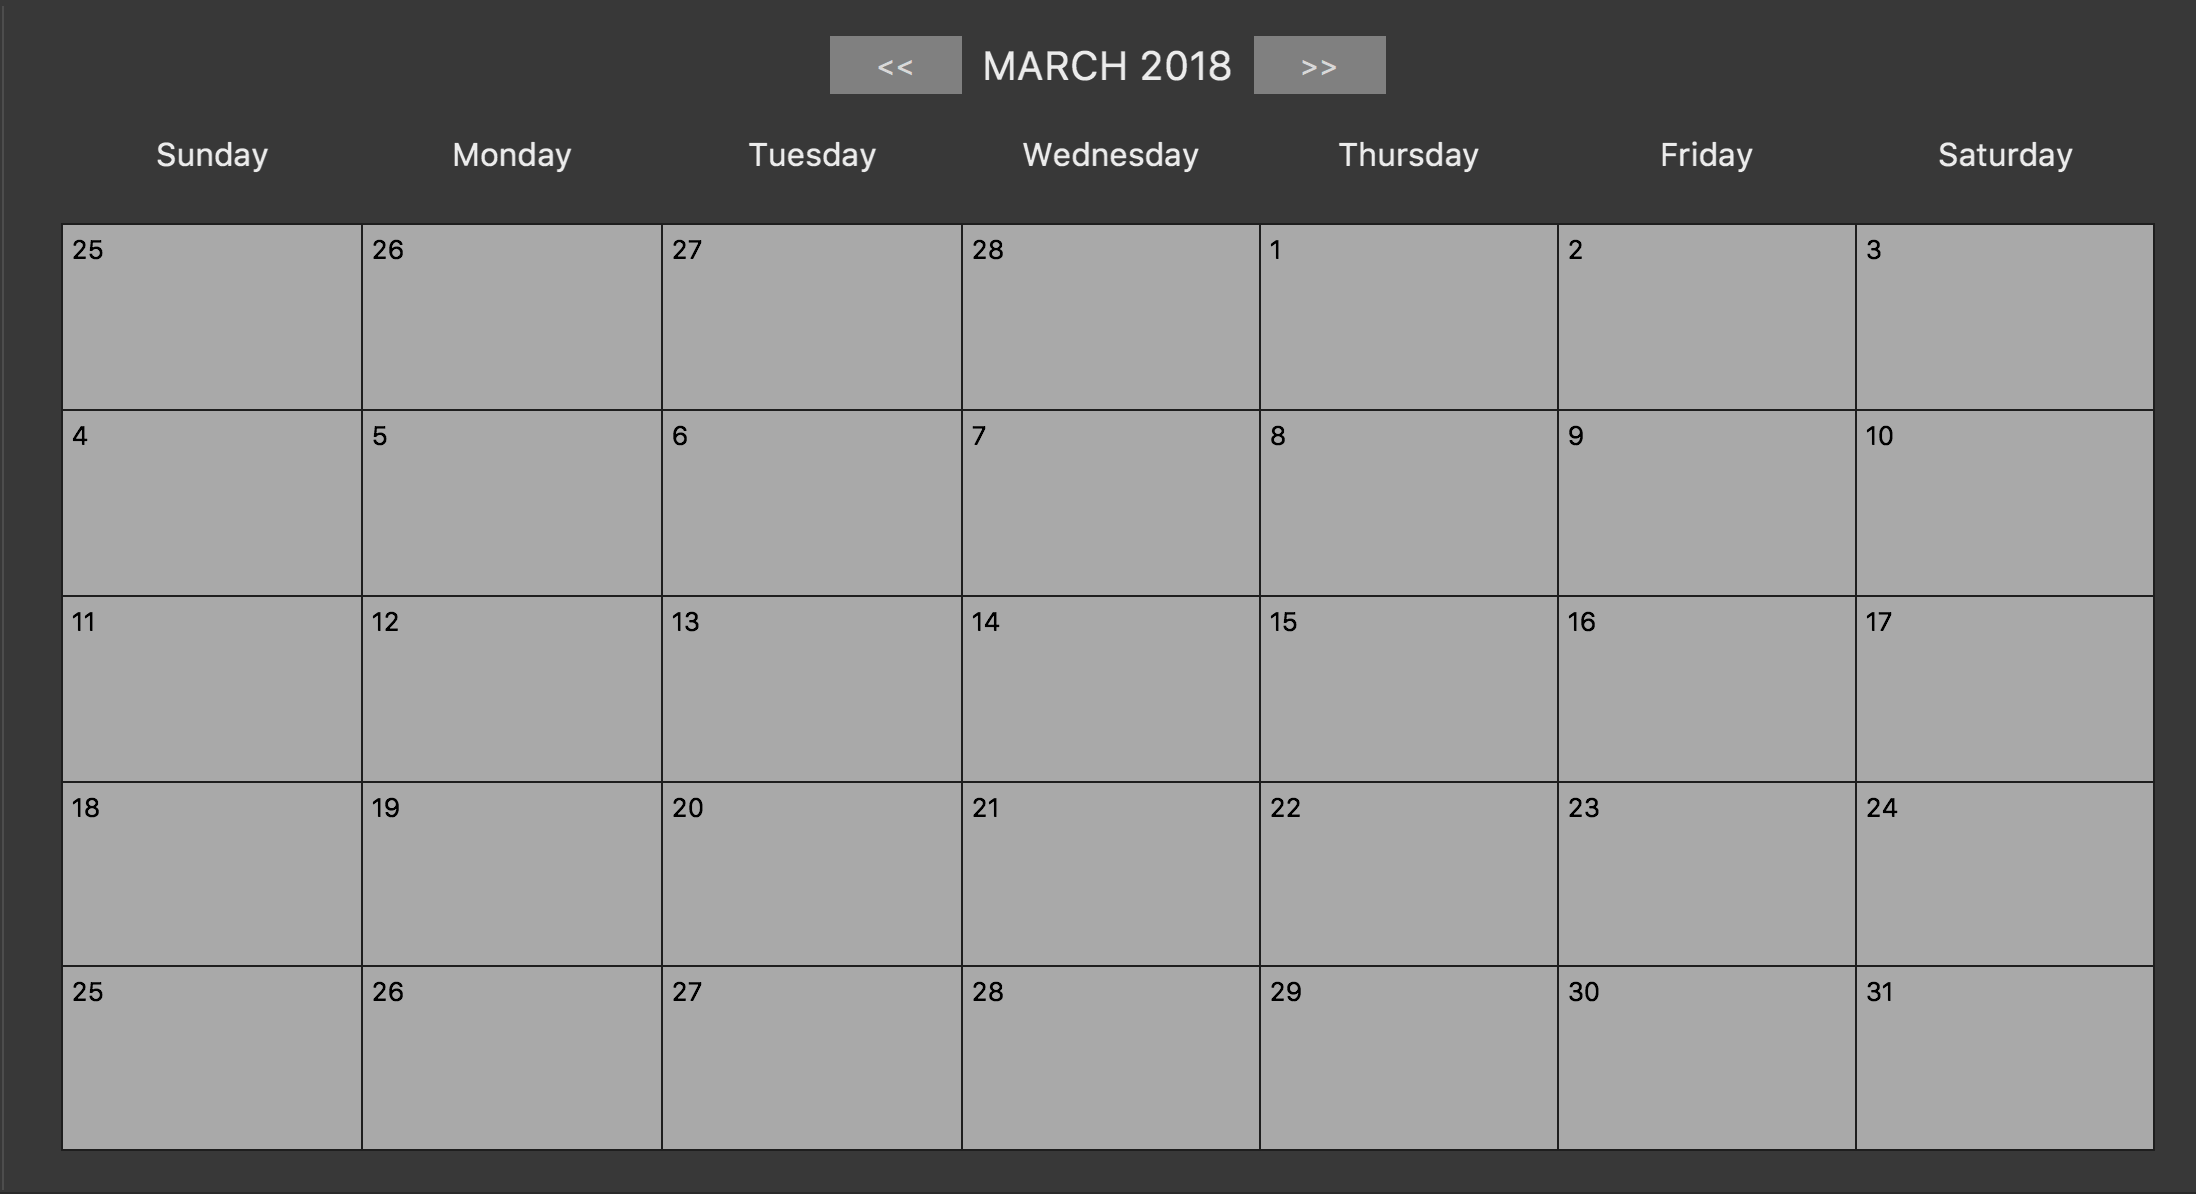 << MARCH 2018 >>
Sunday Monday Tuesday Wednesday Thursday Friday Saturday
25 26 27 28 1 2 3
4 5 6 7 8 9 10
11 12 13 14 15 16 17
18 19 20 21 22 23 24
25 26 27 28 29 30 31